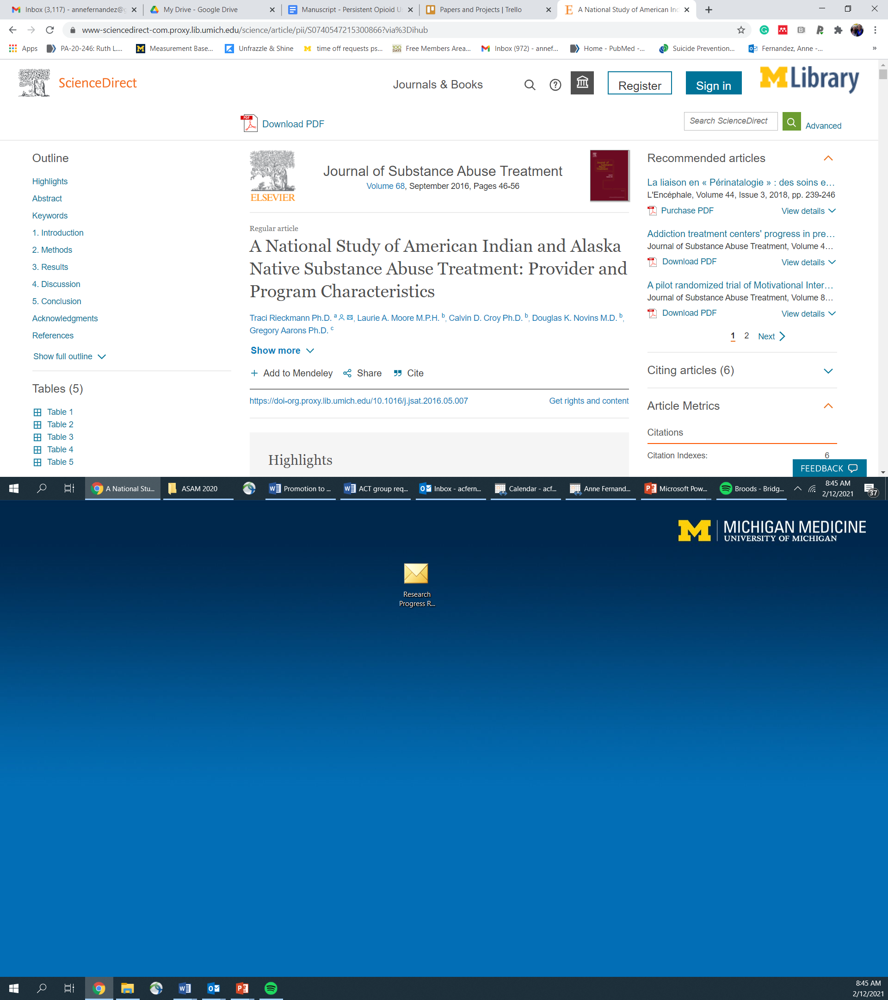 Inbox (3,117) - annefernandez@g
My Drive - Google Drive
Manuscript - Persistent Opioid U
Papers and Projects | Trello
A National Study of American Ind
www-sciencedirect-com.proxy.lib.umich.edu/science/article/pii/S0740547215300866?via%3Dihub
Apps
PA-20-246: Ruth L....
Measurement Base...
Unfrazzle & Shine
time off requests ps...
Free Members Area...
Inbox (972) - annef...
Home - PubMed -...
Suicide Prevention...
Fernandez, Anne -...
»
ScienceDirect
Journals & Books
Register
Sign in
M Library
Download PDF
Search ScienceDirect
Advanced
Outline
Highlights
Abstract
Keywords
1. Introduction
2. Methods
3. Results
4. Discussion
5. Conclusion
Acknowledgments
References
Show full outline
Tables (5)
Table 1
Table 2
Table 3
Table 4
Table 5
ELSEVIER
Journal of Substance Abuse Treatment
Volume 68, September 2016, Pages 46-56
Journal of Substance Abuse Treatment
Regular article
A National Study of American Indian and Alaska
Native Substance Abuse Treatment: Provider and
Program Characteristics
Traci Rieckmann Ph.D. a, Laurie A. Moore M.P.H. b, Calvin D. Croy Ph.D. b, Douglas K. Novins M.D. b,
Gregory Aarons Ph.D. c
Show more
+ Add to Mendeley
Share
Cite
https://doi-org.proxy.lib.umich.edu/10.1016/j.jsat.2016.05.007
Get rights and content
Highlights
Recommended articles
La liaison en « Périnatalogie » : des soins e...
L'Encéphale, Volume 44, Issue 3, 2018, pp. 239-246
Purchase PDF
View details
Addiction treatment centers' progress in pre...
Journal of Substance Abuse Treatment, Volume 4...
Download PDF
View details
A pilot randomized trial of Motivational Inter...
Journal of Substance Abuse Treatment, Volume 8...
Download PDF
View details
1 2 Next
Citing articles (6)
Article Metrics
Citations
Citation Indexes: 6
FEEDBACK
A National Stu...
ASAM 2020
Promotion to ...
ACT group req...
Inbox - acfern...
Calendar - acf...
Anne Fernand...
Microsoft Pow...
Broods - Bridg...
8:45 AM
2/12/2021
37
M MICHIGAN MEDICINE
UNIVERSITY OF MICHIGAN
Research
Progress R...
8:45 AM
2/12/2021